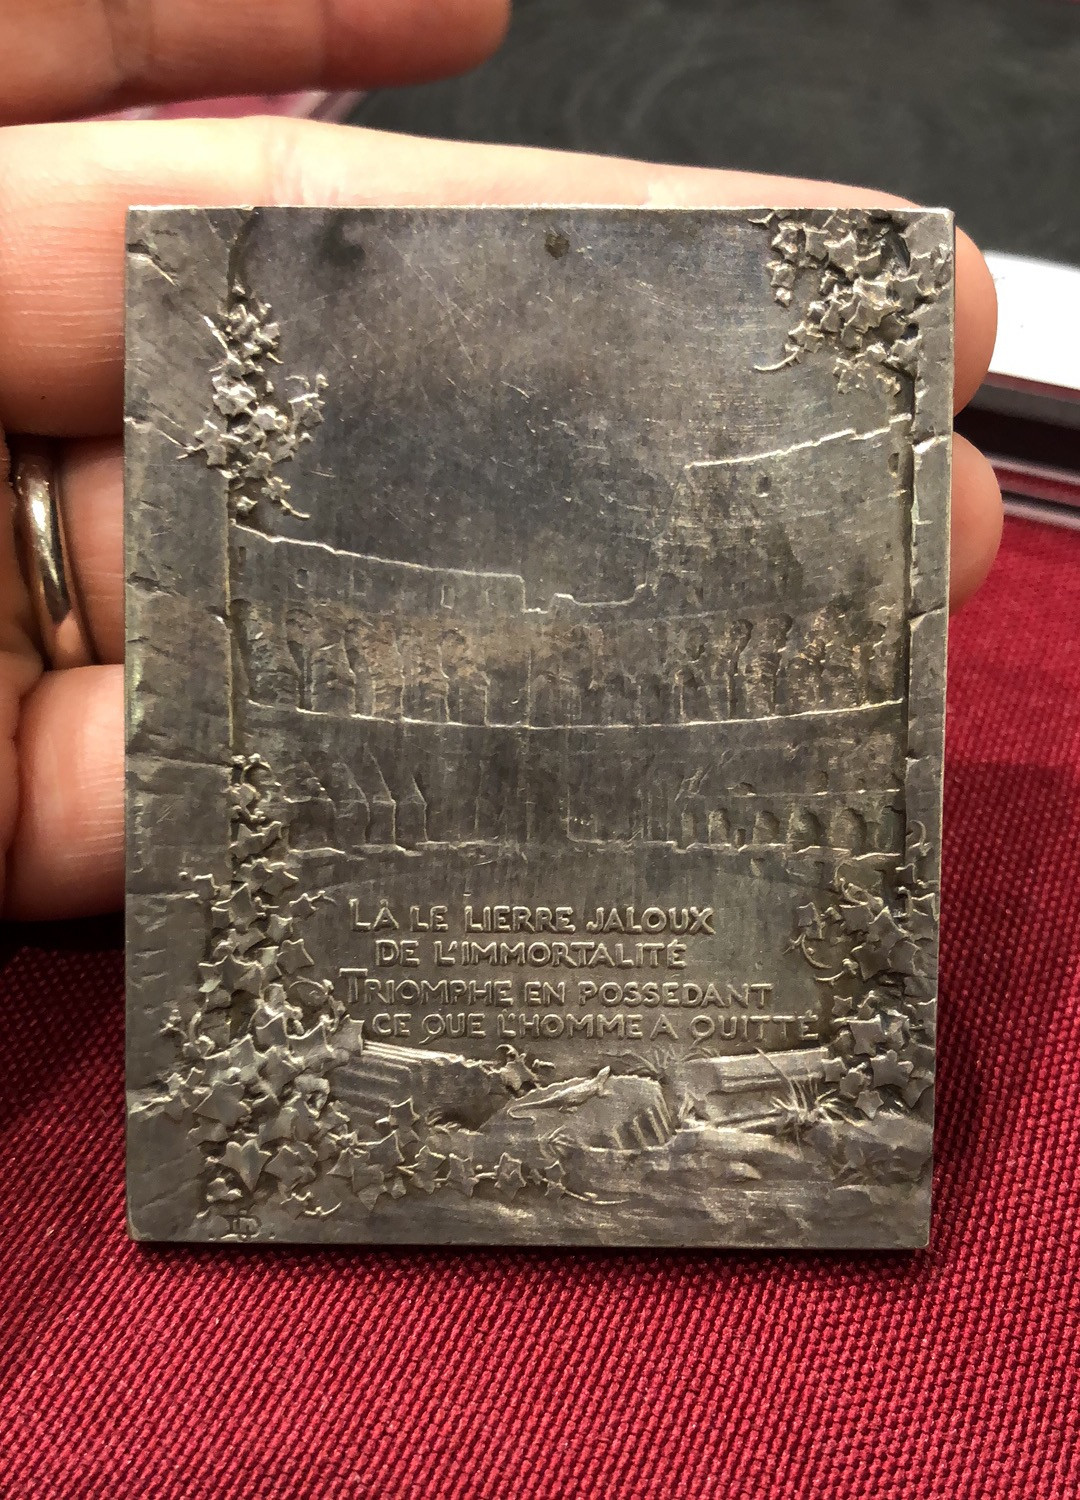 LÀ LE LIERRE JALOUX
DE L'IMMORTALITÉ
TRIOMPHE EN POSSEDANT
CE QUE L'HOMME A QUITTÉ